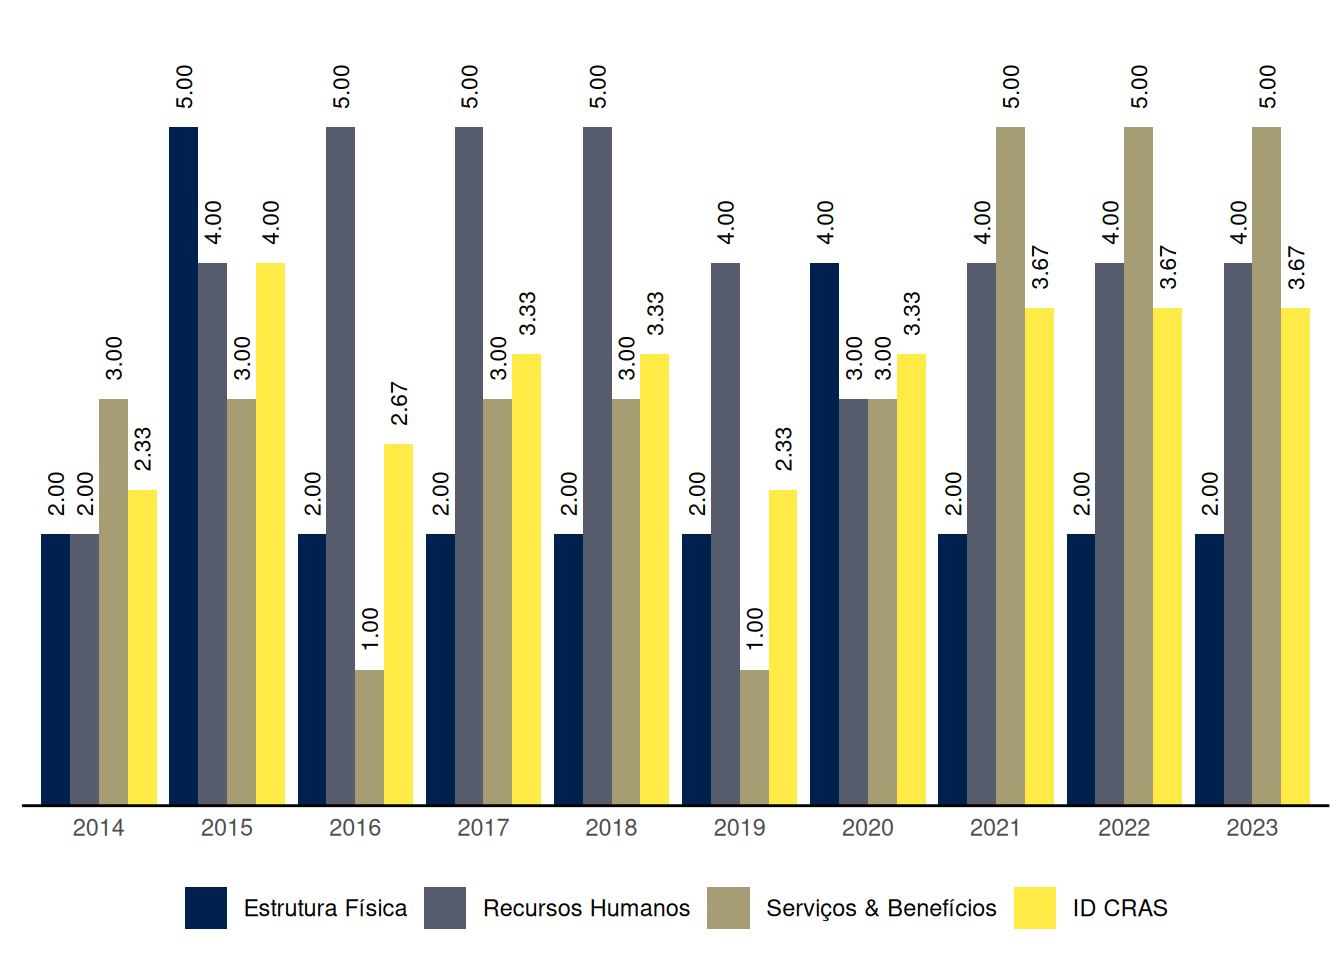 5.00 5.00 5.00 5.00 5.00 5.00 5.00
4.00 4.00 4.00 4.00 4.00 4.00 4.00
3.67 3.67 3.67
3.00 3.00 3.00 3.33 3.00 3.33 3.00 3.00 3.33
2.33 2.67 2.33
2.00 2.00 2.00 2.00 2.00 2.00 2.00 2.00 2.00
1.00 1.00
2014 2015 2016 2017 2018 2019 2020 2021 2022 2023
Estrutura Física Recursos Humanos Serviços & Benefícios ID CRAS